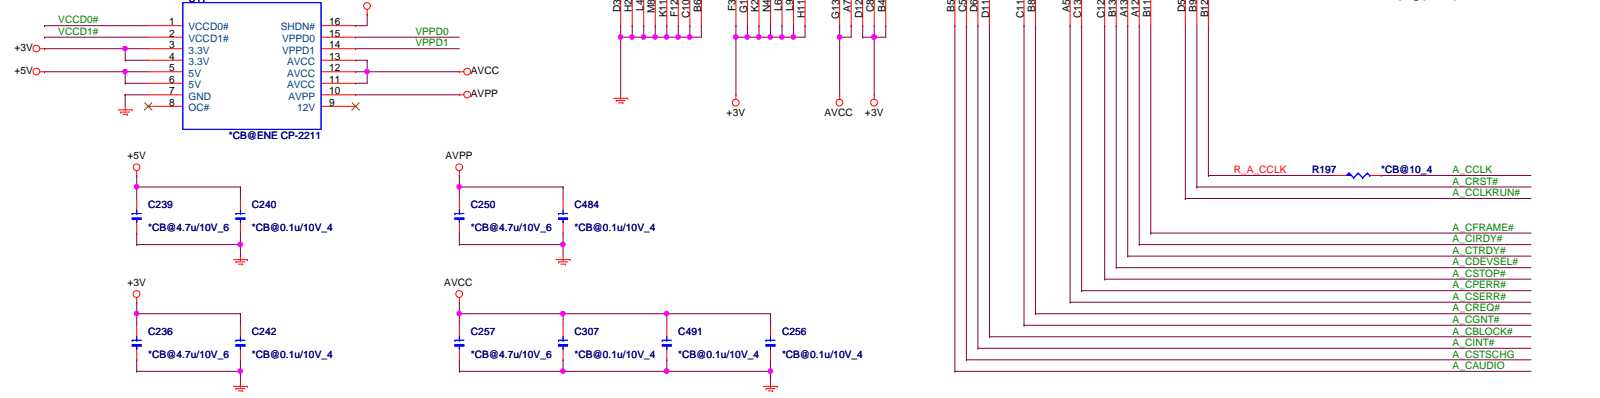 VCCD0#
VCCD1#
+3V
+5V
1 VCCD0# SHDN# 16
2 VCCD1# VPPD0 15 VPPD0
3 3.3V VPPD1 14 VPPD1
4 3.3V AVCC 13
5 5V AVCC 12 AVCC
6 5V AVCC 11
7 GND AVPP 10 AVPP
8 OC# 12V 9
*CB@ENE CP-2211
+3V AVCC +3V
+5V
C239 C240
*CB@4.7u/10V_6 *CB@0.1u/10V_4
AVPP
C250 C484
*CB@4.7u/10V_6 *CB@0.1u/10V_4
+3V
C236 C242
*CB@4.7u/10V_6 *CB@0.1u/10V_4
AVCC
C257 C307 C491 C256
*CB@4.7u/10V_6 *CB@0.1u/10V_4 *CB@0.1u/10V_4 *CB@0.1u/10V_4
R_A_CCLK R197 *CB@10_4 A_CCLK
A_CRST#
A_CCLKRUN#
A_CFRAME#
A_CIRDY#
A_CTRDY#
A_CDEVSEL#
A_CSTOP#
A_CPERR#
A_CSERR#
A_CREQ#
A_CGNT#
A_CBLOCK#
A_CINT#
A_CSTSCHG
A_CAUDIO